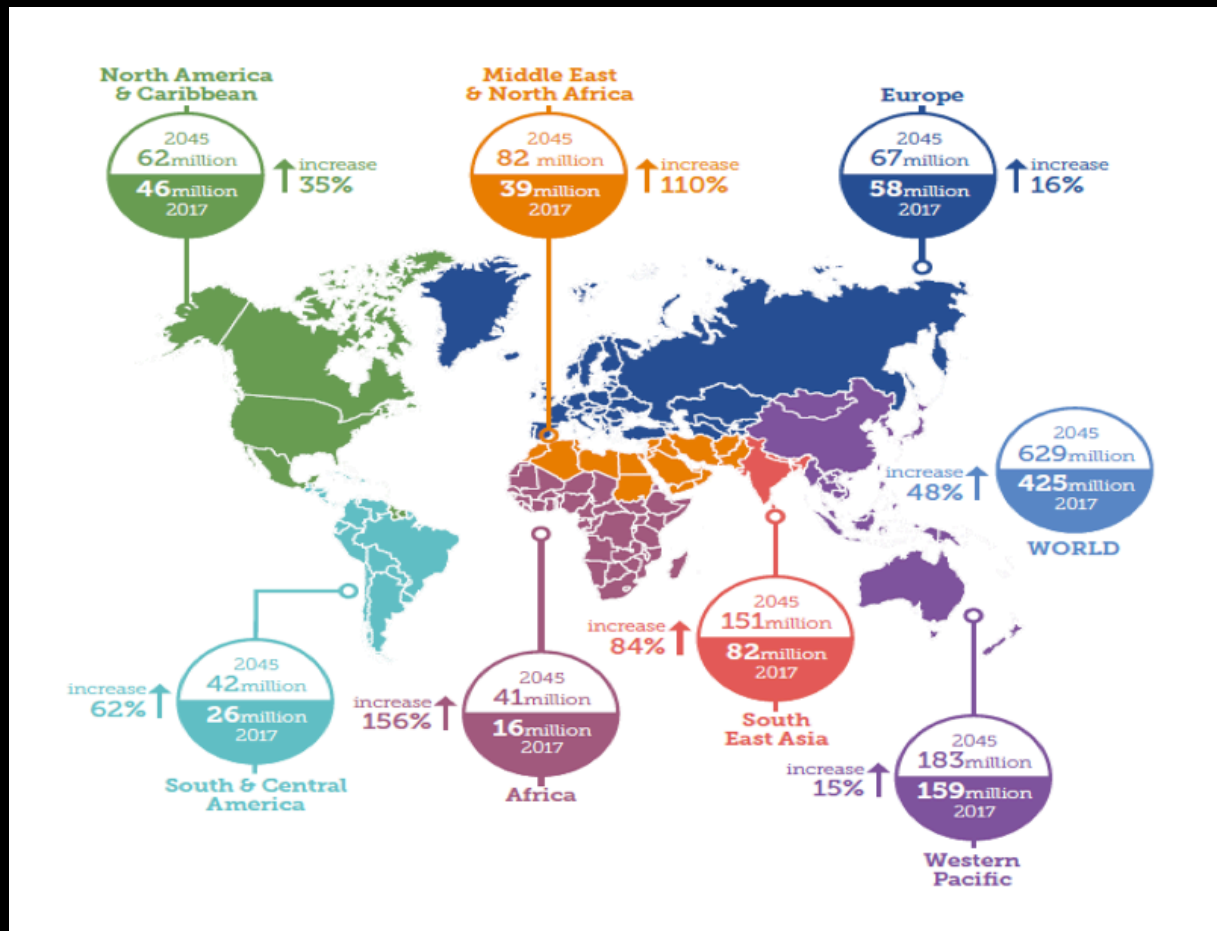 North America
& Caribbean
2045
62million
46million
2017
increase
35%
Middle East
& North Africa
2045
82 million
39million
2017
increase
110%
Europe
2045
67million
58million
2017
increase
16%
2045
629million
425million
2017
WORLD
increase
48%
2045
42million
26million
2017
South & Central
America
increase
62%
2045
41million
16million
2017
Africa
increase
156%
2045
151million
82million
2017
South
East Asia
increase
84%
2045
183million
159million
2017
Western
Pacific
increase
15%